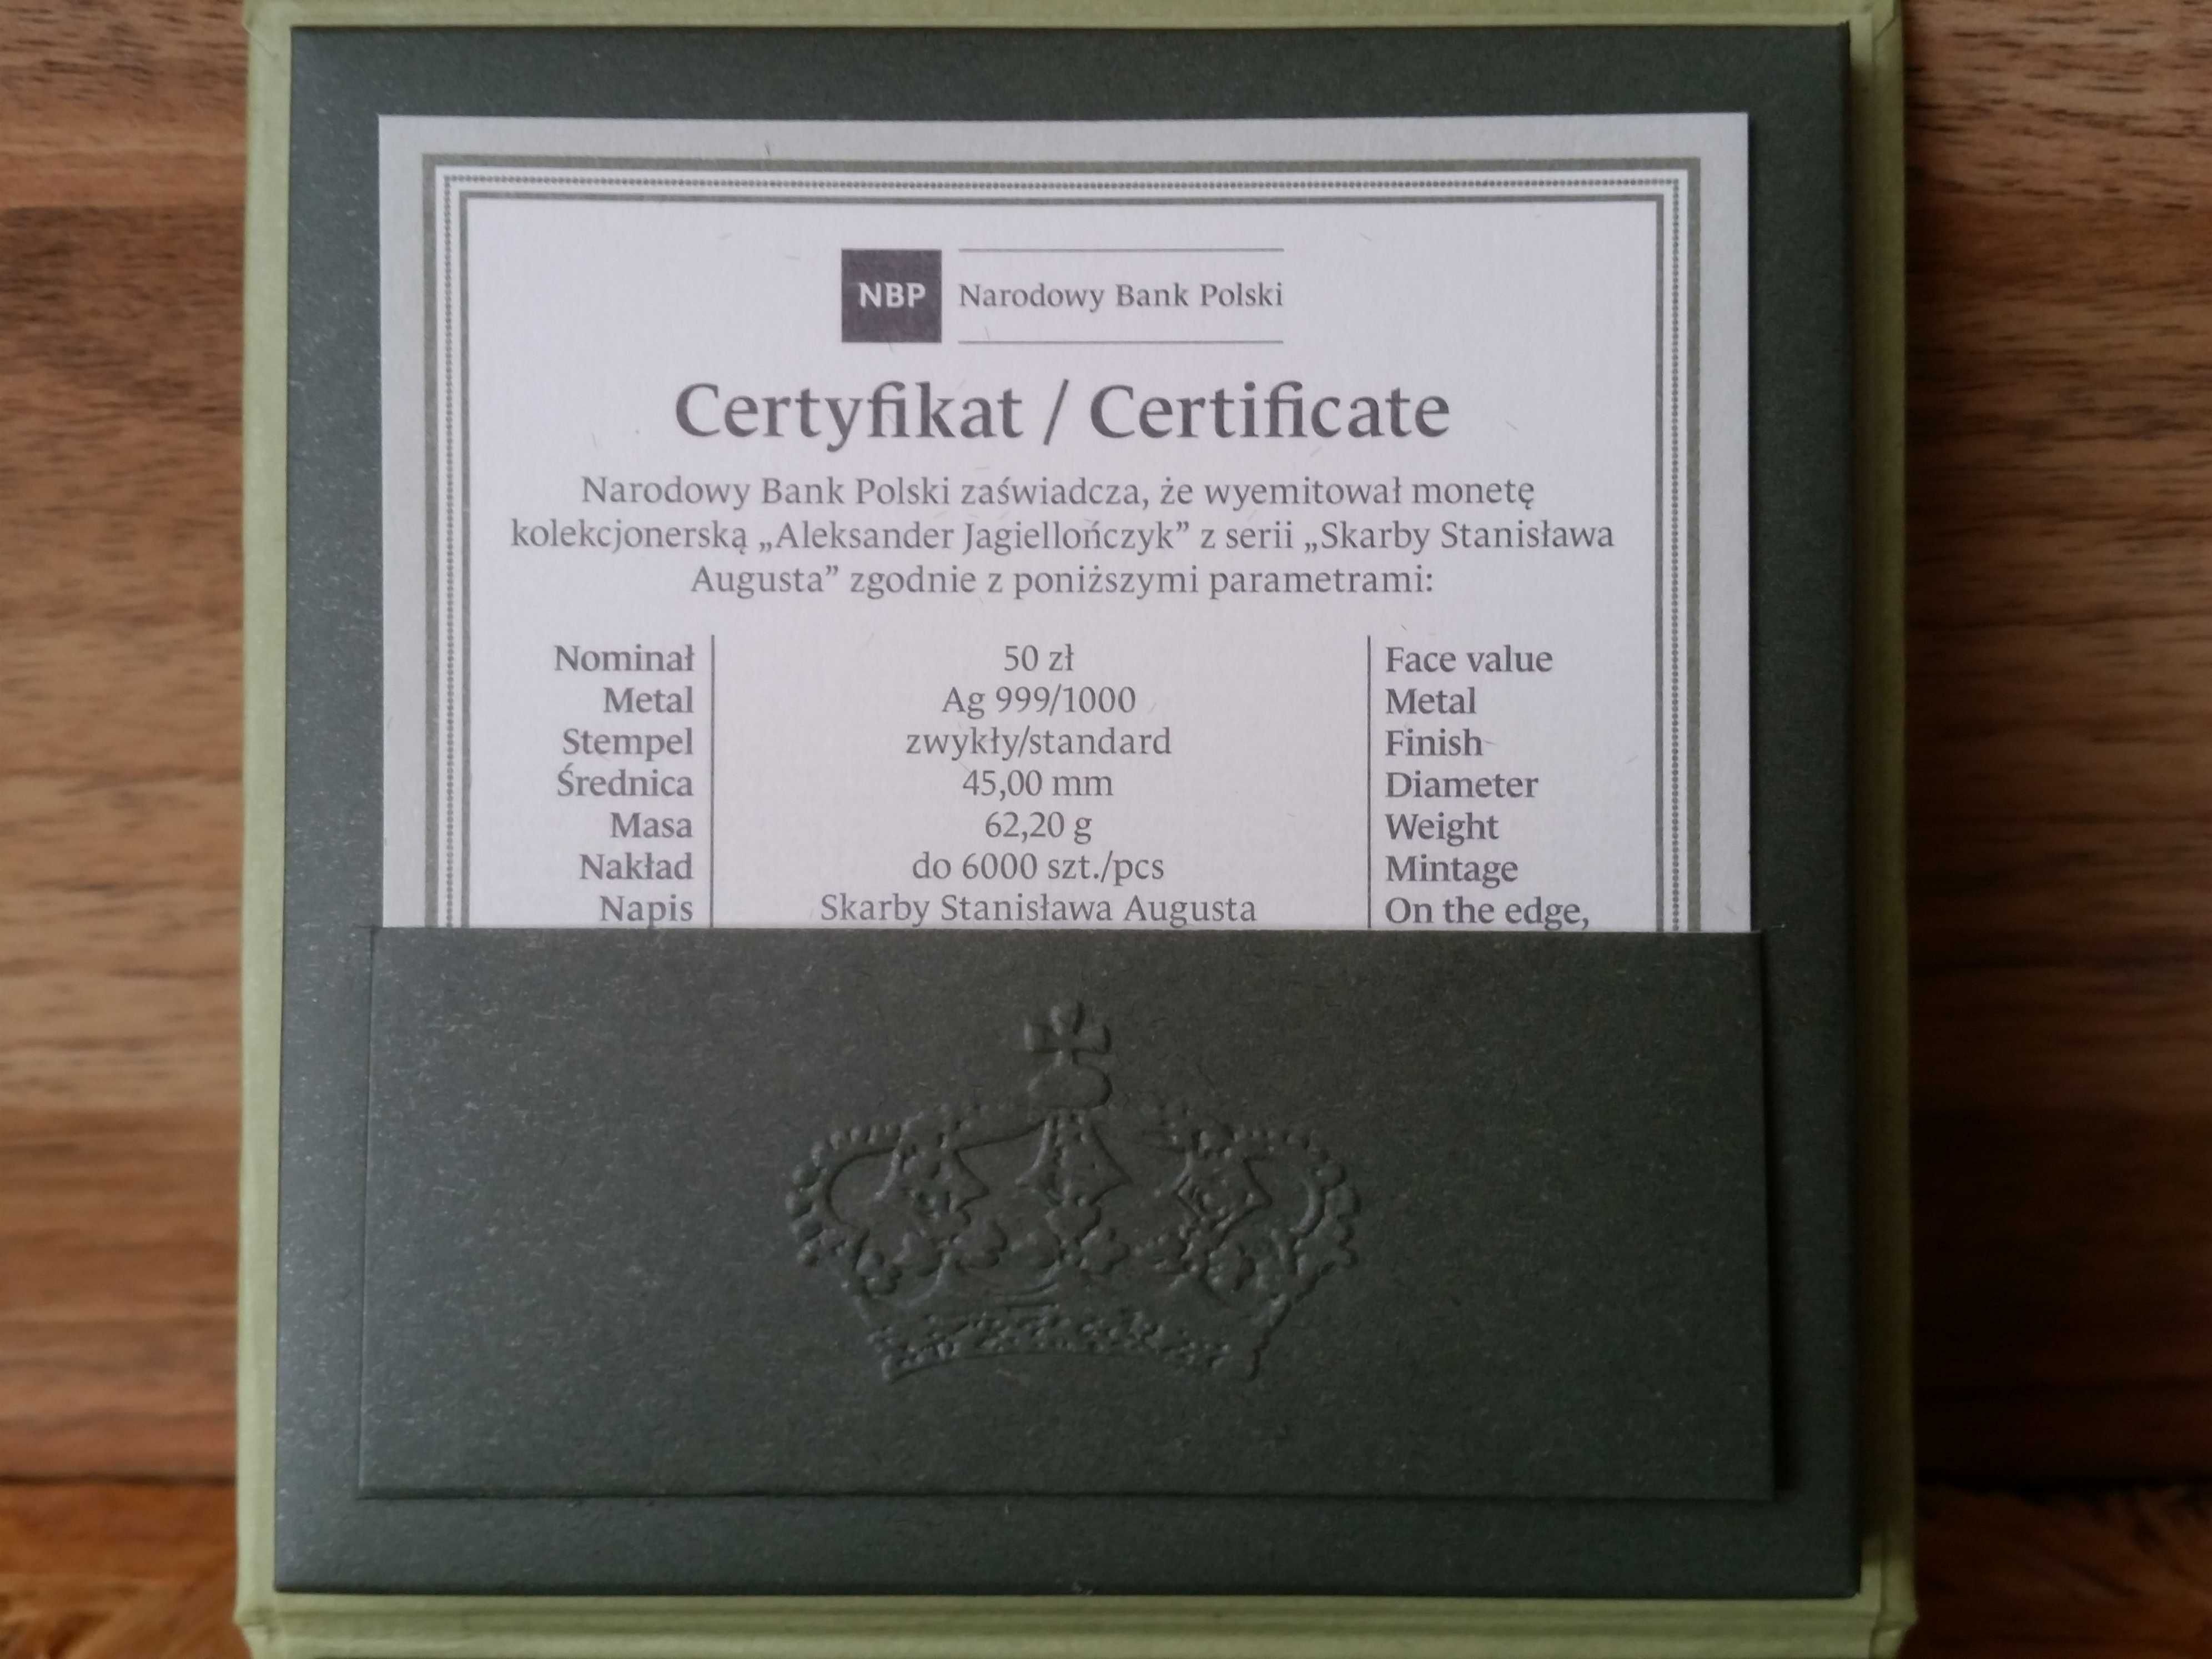 NBP Narodowy Bank Polski
Certyfikat / Certificate
Narodowy Bank Polski zaświadcza, że wyemitował monetę
kolekcjonerską „Aleksander Jagiellończyk” z serii „Skarby Stanisława
Augusta” zgodnie z poniższymi parametrami:
Nominał 50 zł Face value
Metal Ag 999/1000 Metal
Stempel zwykły/standard Finish
Średnica 45,00 mm Diameter
Masa 62,20 g Weight
Nakład do 6000 szt./pcs Mintage
Napis Skarby Stanisława Augusta On the edge,